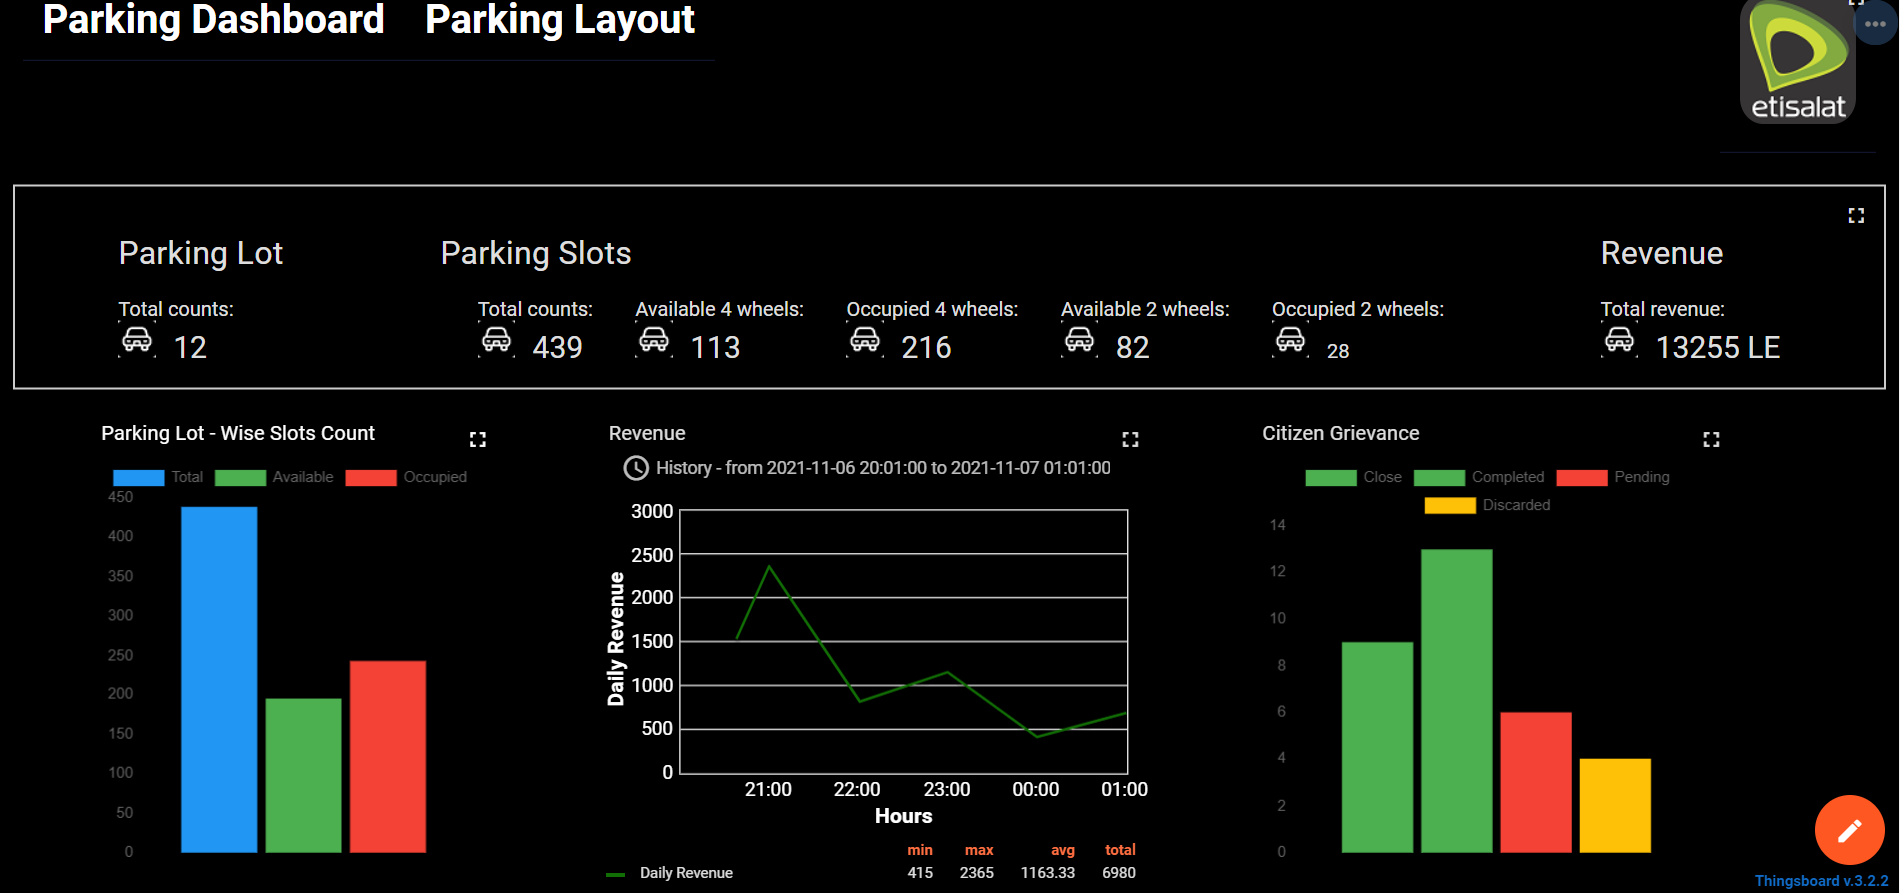 Parking Dashboard Parking Layout
etisalat
Parking Lot Parking Slots Revenue
Total counts: Total counts: Available 4 wheels: Occupied 4 wheels: Available 2 wheels: Occupied 2 wheels: Total revenue:
12 439 113 216 82 28 13255 LE
Parking Lot - Wise Slots Count
Total Available Occupied
450
400
350
300
250
200
150
100
50
0
Revenue
History - from 2021-11-06 20:01:00 to 2021-11-07 01:01:00
Daily Revenue
3000
2500
2000
1500
1000
500
0
21:00 22:00 23:00 00:00 01:00
Hours
min max avg total
Daily Revenue 415 2365 1163.33 6980
Citizen Grievance
Close Completed Pending
Discarded
14
12
10
8
6
4
2
0
Thingsboard v.3.2.2